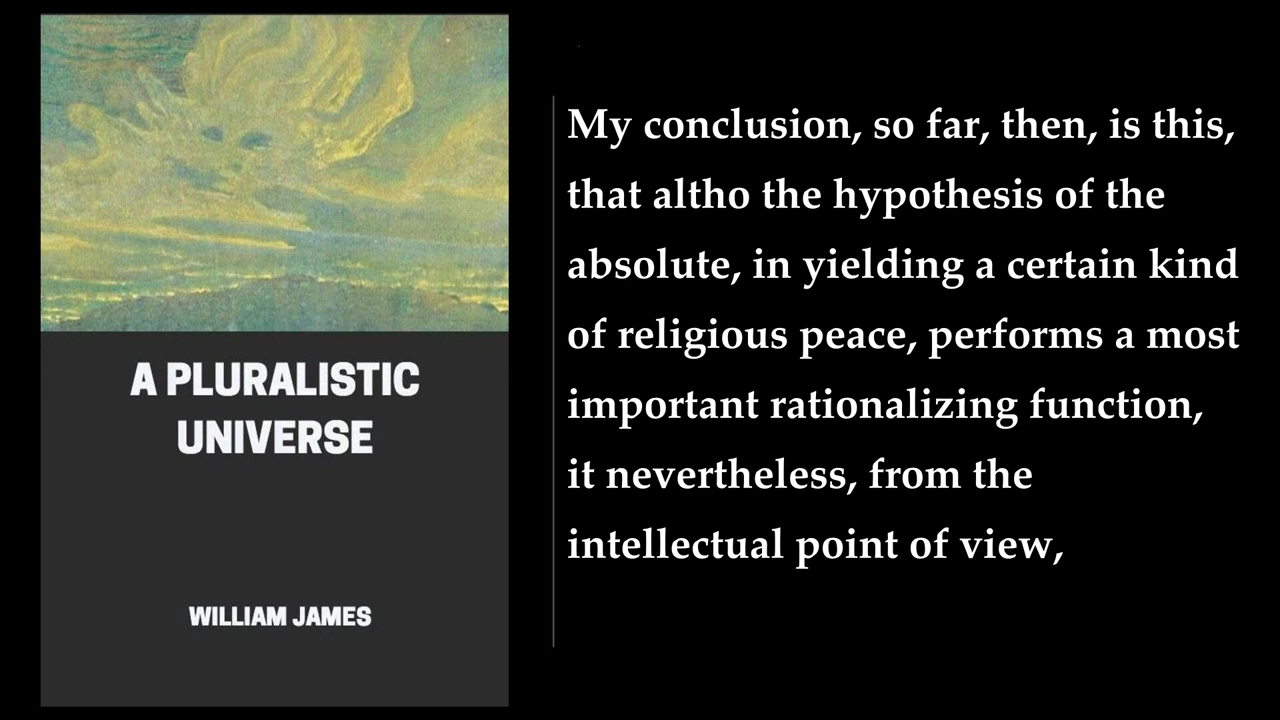 A PLURALISTIC
UNIVERSE
WILLIAM JAMES
My conclusion, so far, then, is this,
that altho the hypothesis of the
absolute, in yielding a certain kind
of religious peace, performs a most
important rationalizing function,
it nevertheless, from the
intellectual point of view,